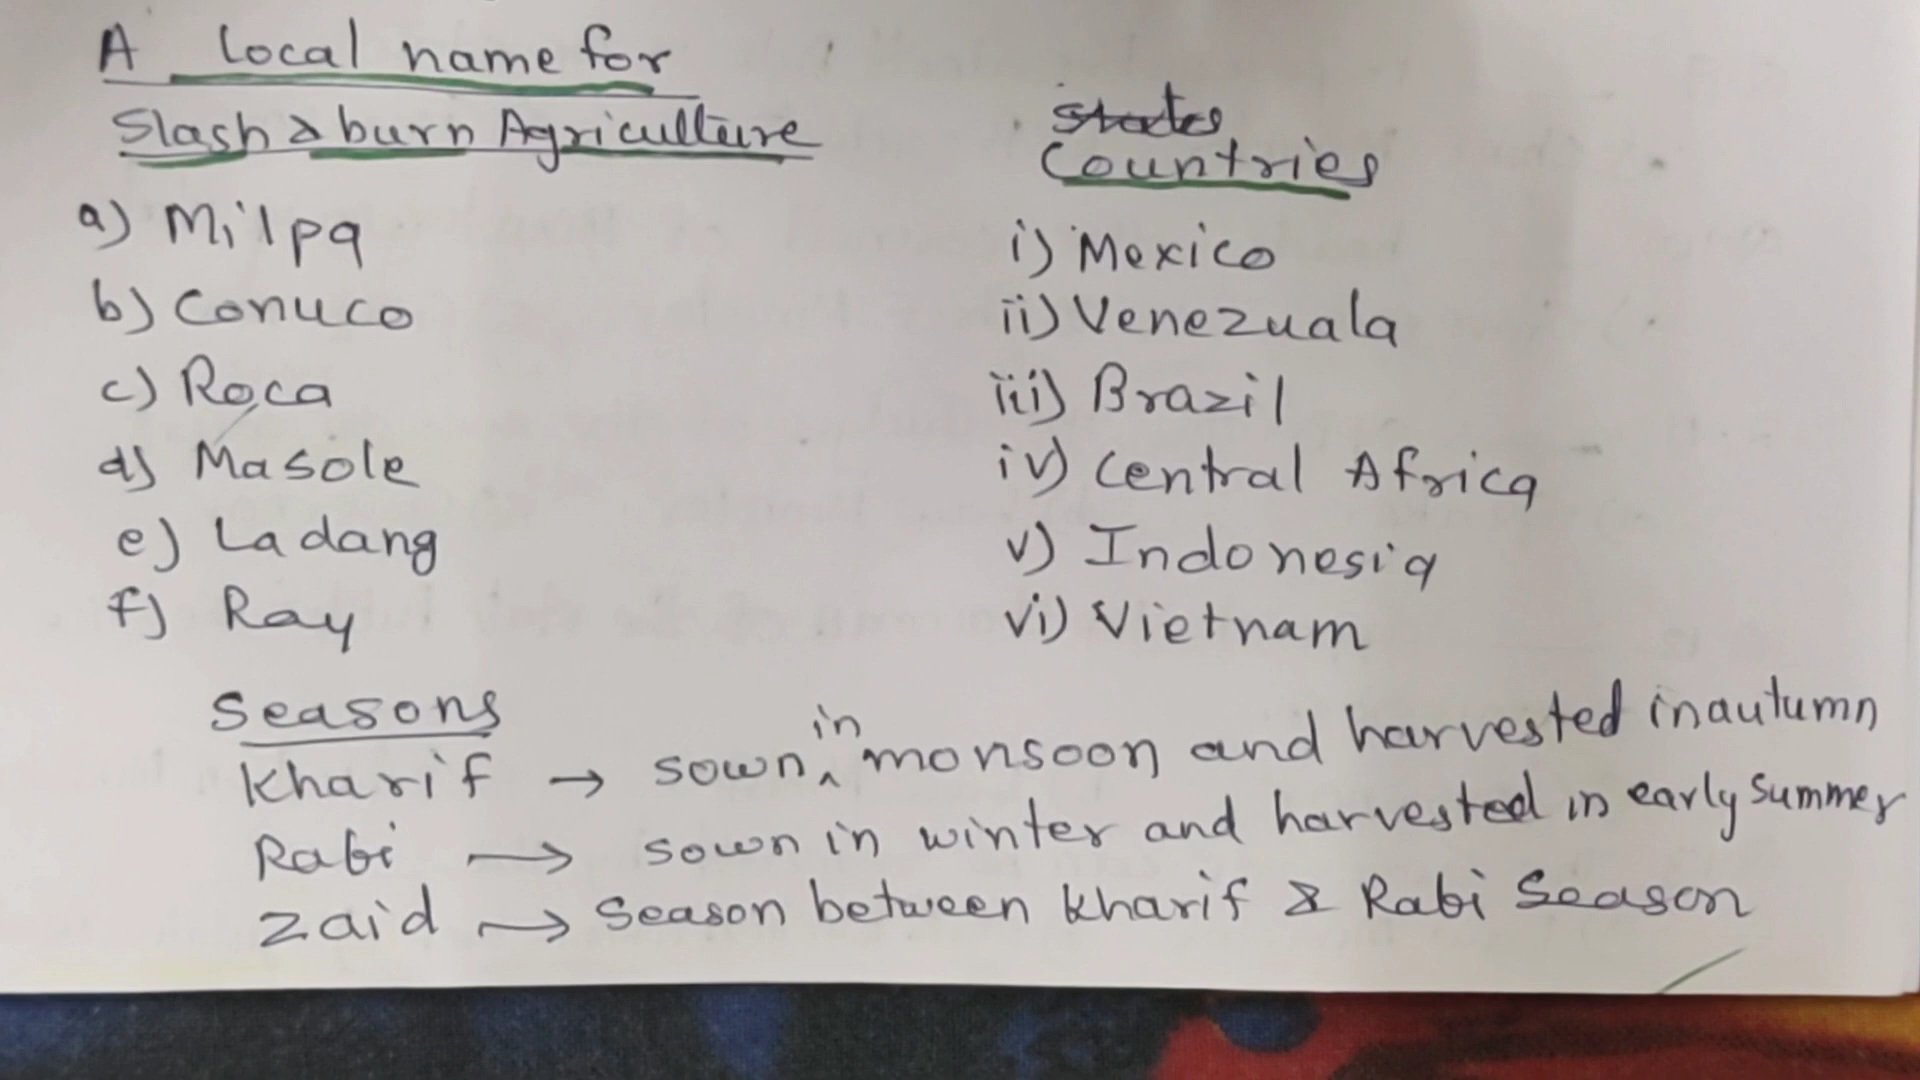 A local name for
Slash & burn Agriculture
States
Countries
a) Milpa i) Mexico
b) Conuco ii) Venezuala
c) Roca iii) Brazil
d) Masole iv) Central Africa
e) Ladang v) Indonesia
f) Ray vi) Vietnam
Seasons
Kharif → sown in monsoon and harvested in autumn
Rabi → sown in winter and harvested in early summer
Zaid → Season between Kharif & Rabi Season